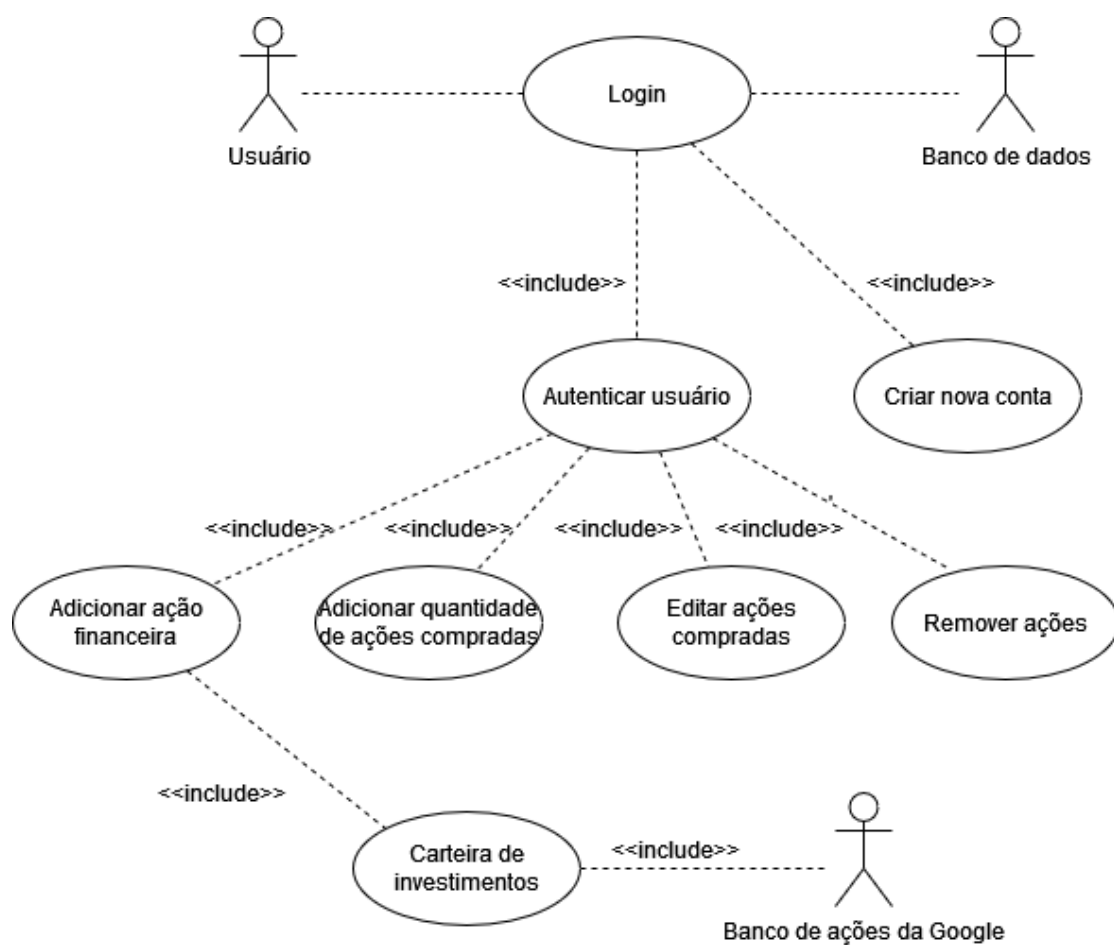 Login
Usuário
Banco de dados
<<include>>
<<include>>
Autenticar usuário
Criar nova conta
<<include>>
<<include>>
<<include>>
<<include>>
Adicionar ação
financeira
Adicionar quantidade
de ações compradas
Editar ações
compradas
Remover ações
<<include>>
Carteira de
investimentos
<<include>>
Banco de ações da Google